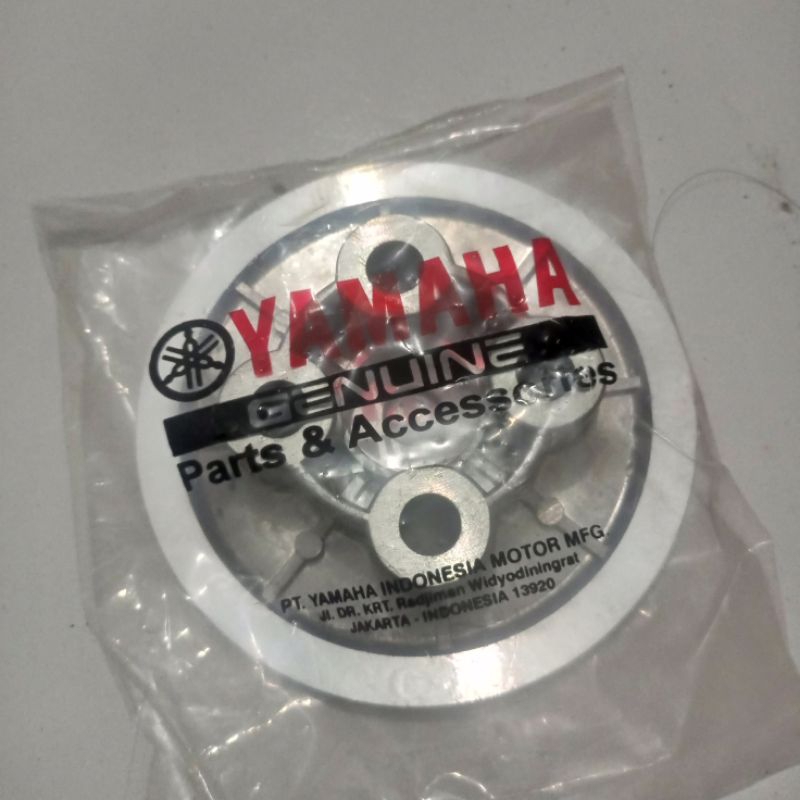 YAMAHA
GENUINE
Parts & Accessories
PT. YAMAHA INDONESIA MOTOR MFG
Jl. DR. KRT. Radjiman Widyodiningrat
JAKARTA - INDONESIA 13920